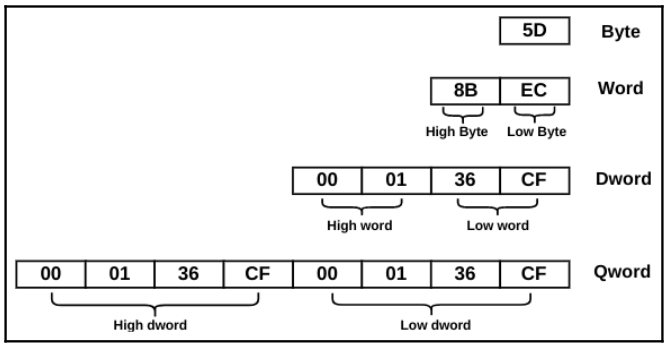 5D Byte
8B EC Word
High Byte Low Byte
00 01 36 CF Dword
High word Low word
00 01 36 CF 00 01 36 CF Qword
High dword Low dword